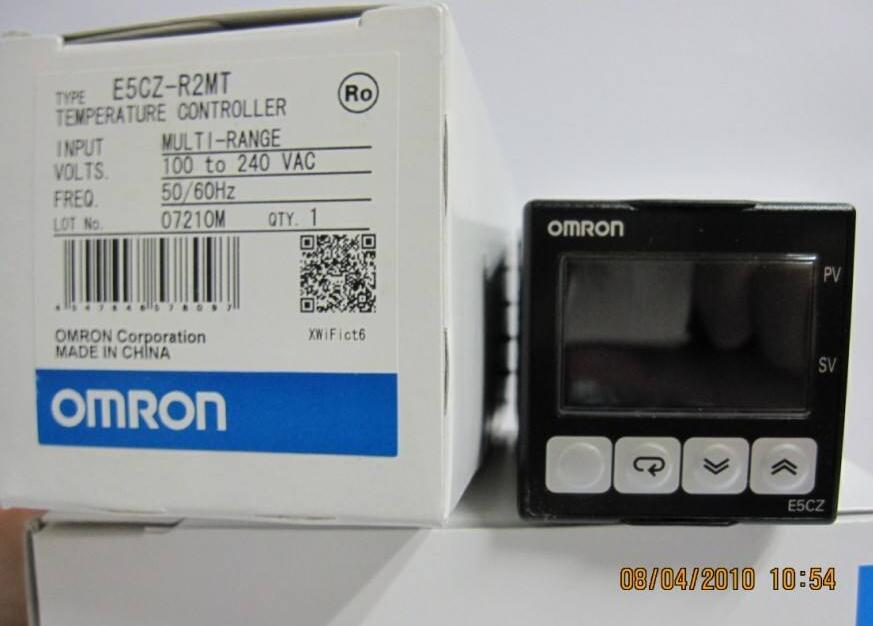 TYPE E5CZ-R2MT
TEMPERATURE CONTROLLER
Ro
INPUT MULTI-RANGE
VOLTS. 100 to 240 VAC
FREQ. 50/60Hz
LOT No. 07210M QTY. 1
4547648578097
XWiFict6
OMRON Corporation
MADE IN CHINA
OMRON
OMRON
PV
SV
E5CZ
08/04/2010 10:54